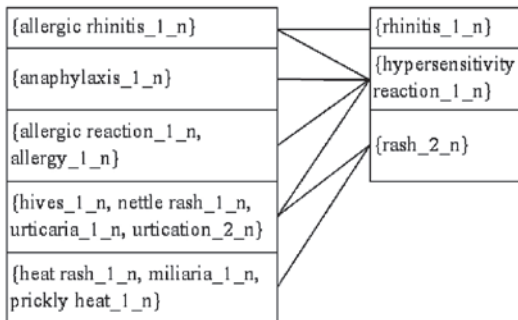 {allergic rhinitis_1_n}
{anaphylaxis_1_n}
{allergic reaction_1_n,
allergy_1_n}
{hives_1_n, nettle rash_1_n,
urticaria_1_n, urtication_2_n}
{heat rash_1_n, miliaria_1_n,
prickly heat_1_n}
{rhinitis_1_n}
{hypersensitivity
reaction_1_n}
{rash_2_n}